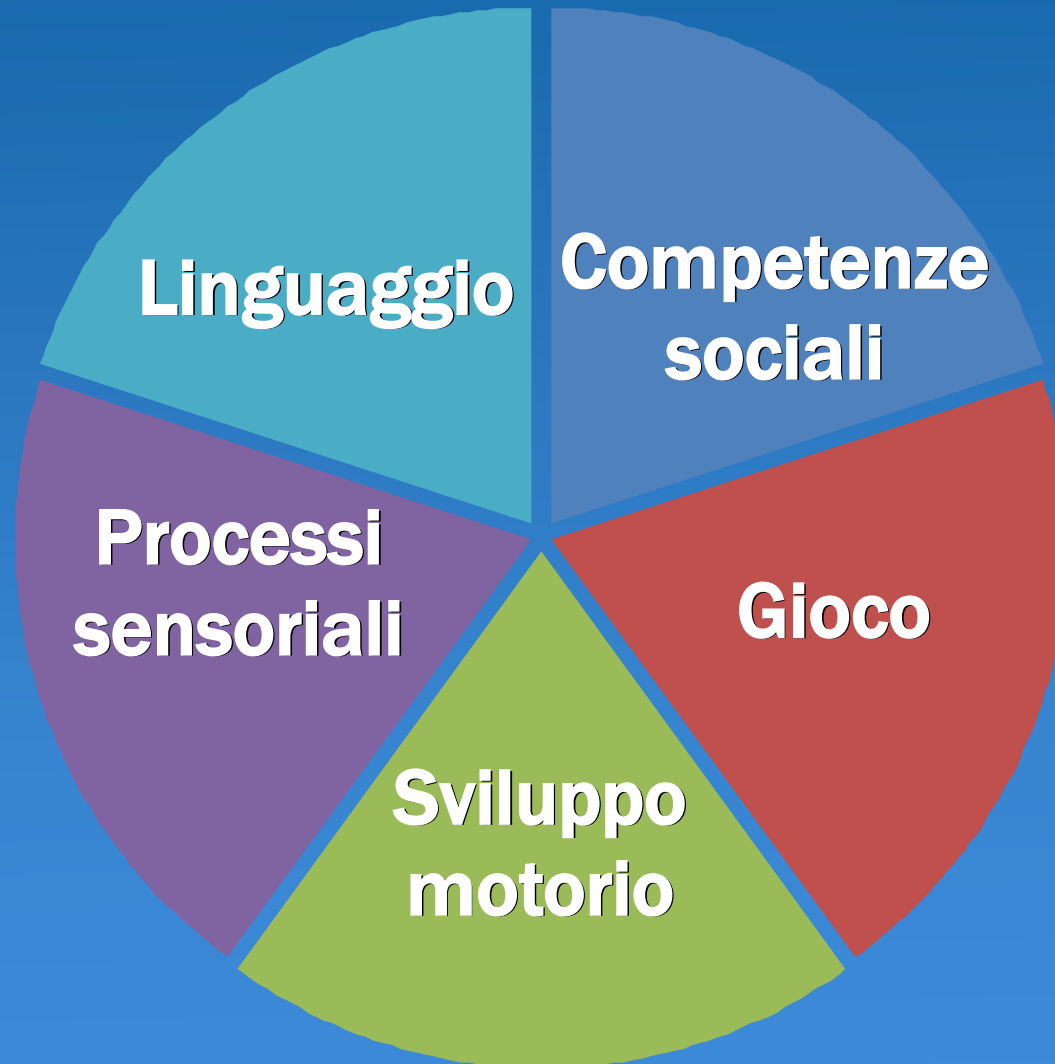 Linguaggio
Competenze
sociali
Processi
sensoriali
Gioco
Sviluppo
motorio